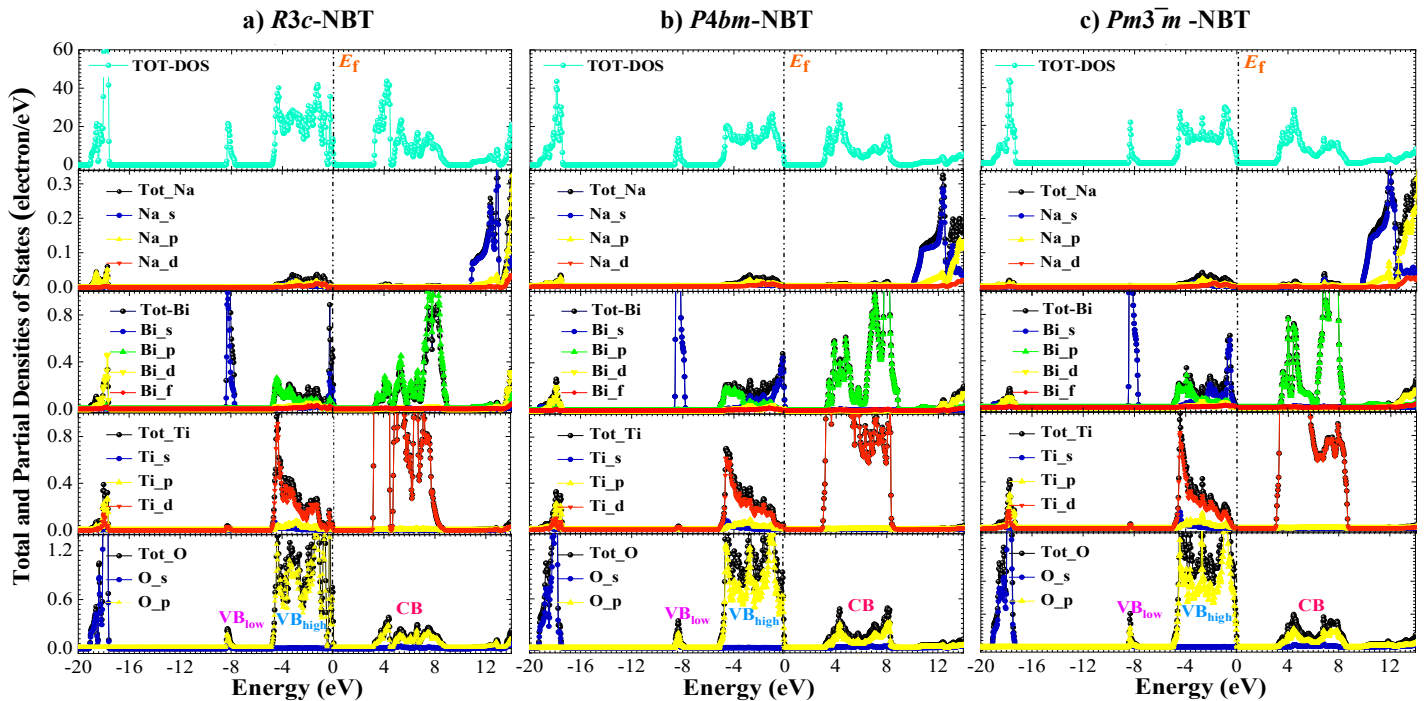 a) R3c-NBT
b) P4bm-NBT
c) Pm3̅m -NBT
Total and Partial Densities of States (electron/eV)
60
40
20
0
TOT-DOS
Ef
0.3
0.2
0.1
0.0
Tot_Na
Na_s
Na_p
Na_d
0.8
0.4
0.0
Tot-Bi
Bi_s
Bi_p
Bi_d
Bi_f
0.8
0.4
0.0
Tot_Ti
Ti_s
Ti_p
Ti_d
1.2
0.6
0.0
Tot_O
O_s
O_p
VBlow
VBhigh
CB
-20 -16 -12 -8 -4 0 4 8 12
Energy (eV)
TOT-DOS
Ef
Tot_Na
Na_s
Na_p
Na_d
Tot-Bi
Bi_s
Bi_p
Bi_d
Bi_f
Tot_Ti
Ti_s
Ti_p
Ti_d
Tot_O
O_s
O_p
VBlow
VBhigh
CB
-20 -16 -12 -8 -4 0 4 8 12
Energy (eV)
TOT-DOS
Ef
Tot_Na
Na_s
Na_p
Na_d
Tot-Bi
Bi_s
Bi_p
Bi_d
Bi_f
Tot_Ti
Ti_s
Ti_p
Ti_d
Tot_O
O_s
O_p
VBlow
VBhigh
CB
-20 -16 -12 -8 -4 0 4 8 12
Energy (eV)